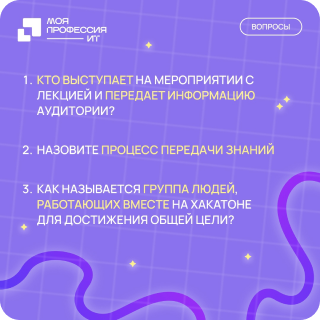 МОЯ
ПРОФЕССИЯ
ИТ
ВОПРОСЫ
1. КТО ВЫСТУПАЕТ НА МЕРОПРИЯТИИ С
ЛЕКЦИЕЙ И ПЕРЕДАЕТ ИНФОРМАЦИЮ
АУДИТОРИИ?
2. НАЗОВИТЕ ПРОЦЕСС ПЕРЕДАЧИ ЗНАНИЙ
3. КАК НАЗЫВАЕТСЯ ГРУППА ЛЮДЕЙ,
РАБОТАЮЩИХ ВМЕСТЕ НА ХАКАТОНЕ
ДЛЯ ДОСТИЖЕНИЯ ОБЩЕЙ ЦЕЛИ?